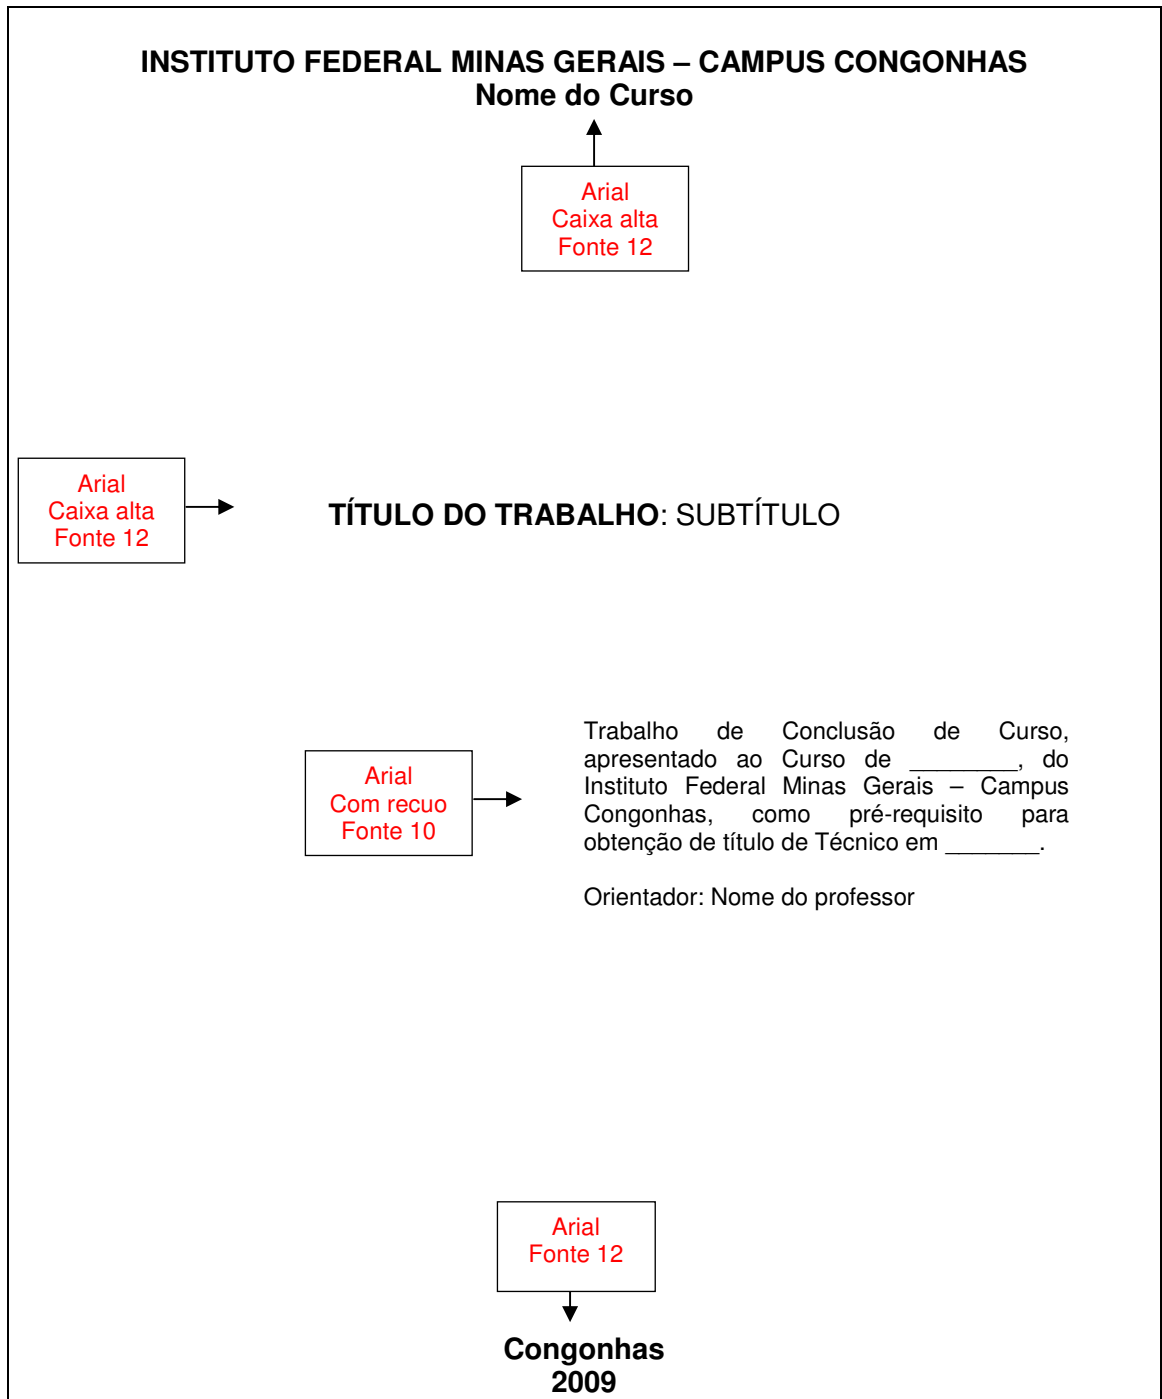 INSTITUTO FEDERAL MINAS GERAIS – CAMPUS CONGONHAS
Nome do Curso
Arial
Caixa alta
Fonte 12
Arial
Caixa alta
Fonte 12
TÍTULO DO TRABALHO: SUBTÍTULO
Trabalho de Conclusão de Curso,
apresentado ao Curso de ________, do
Instituto Federal Minas Gerais – Campus
Congonhas, como pré-requisito para
obtenção de título de Técnico em _______.
Arial
Com recuo
Fonte 10
Orientador: Nome do professor
Arial
Fonte 12
Congonhas
2009